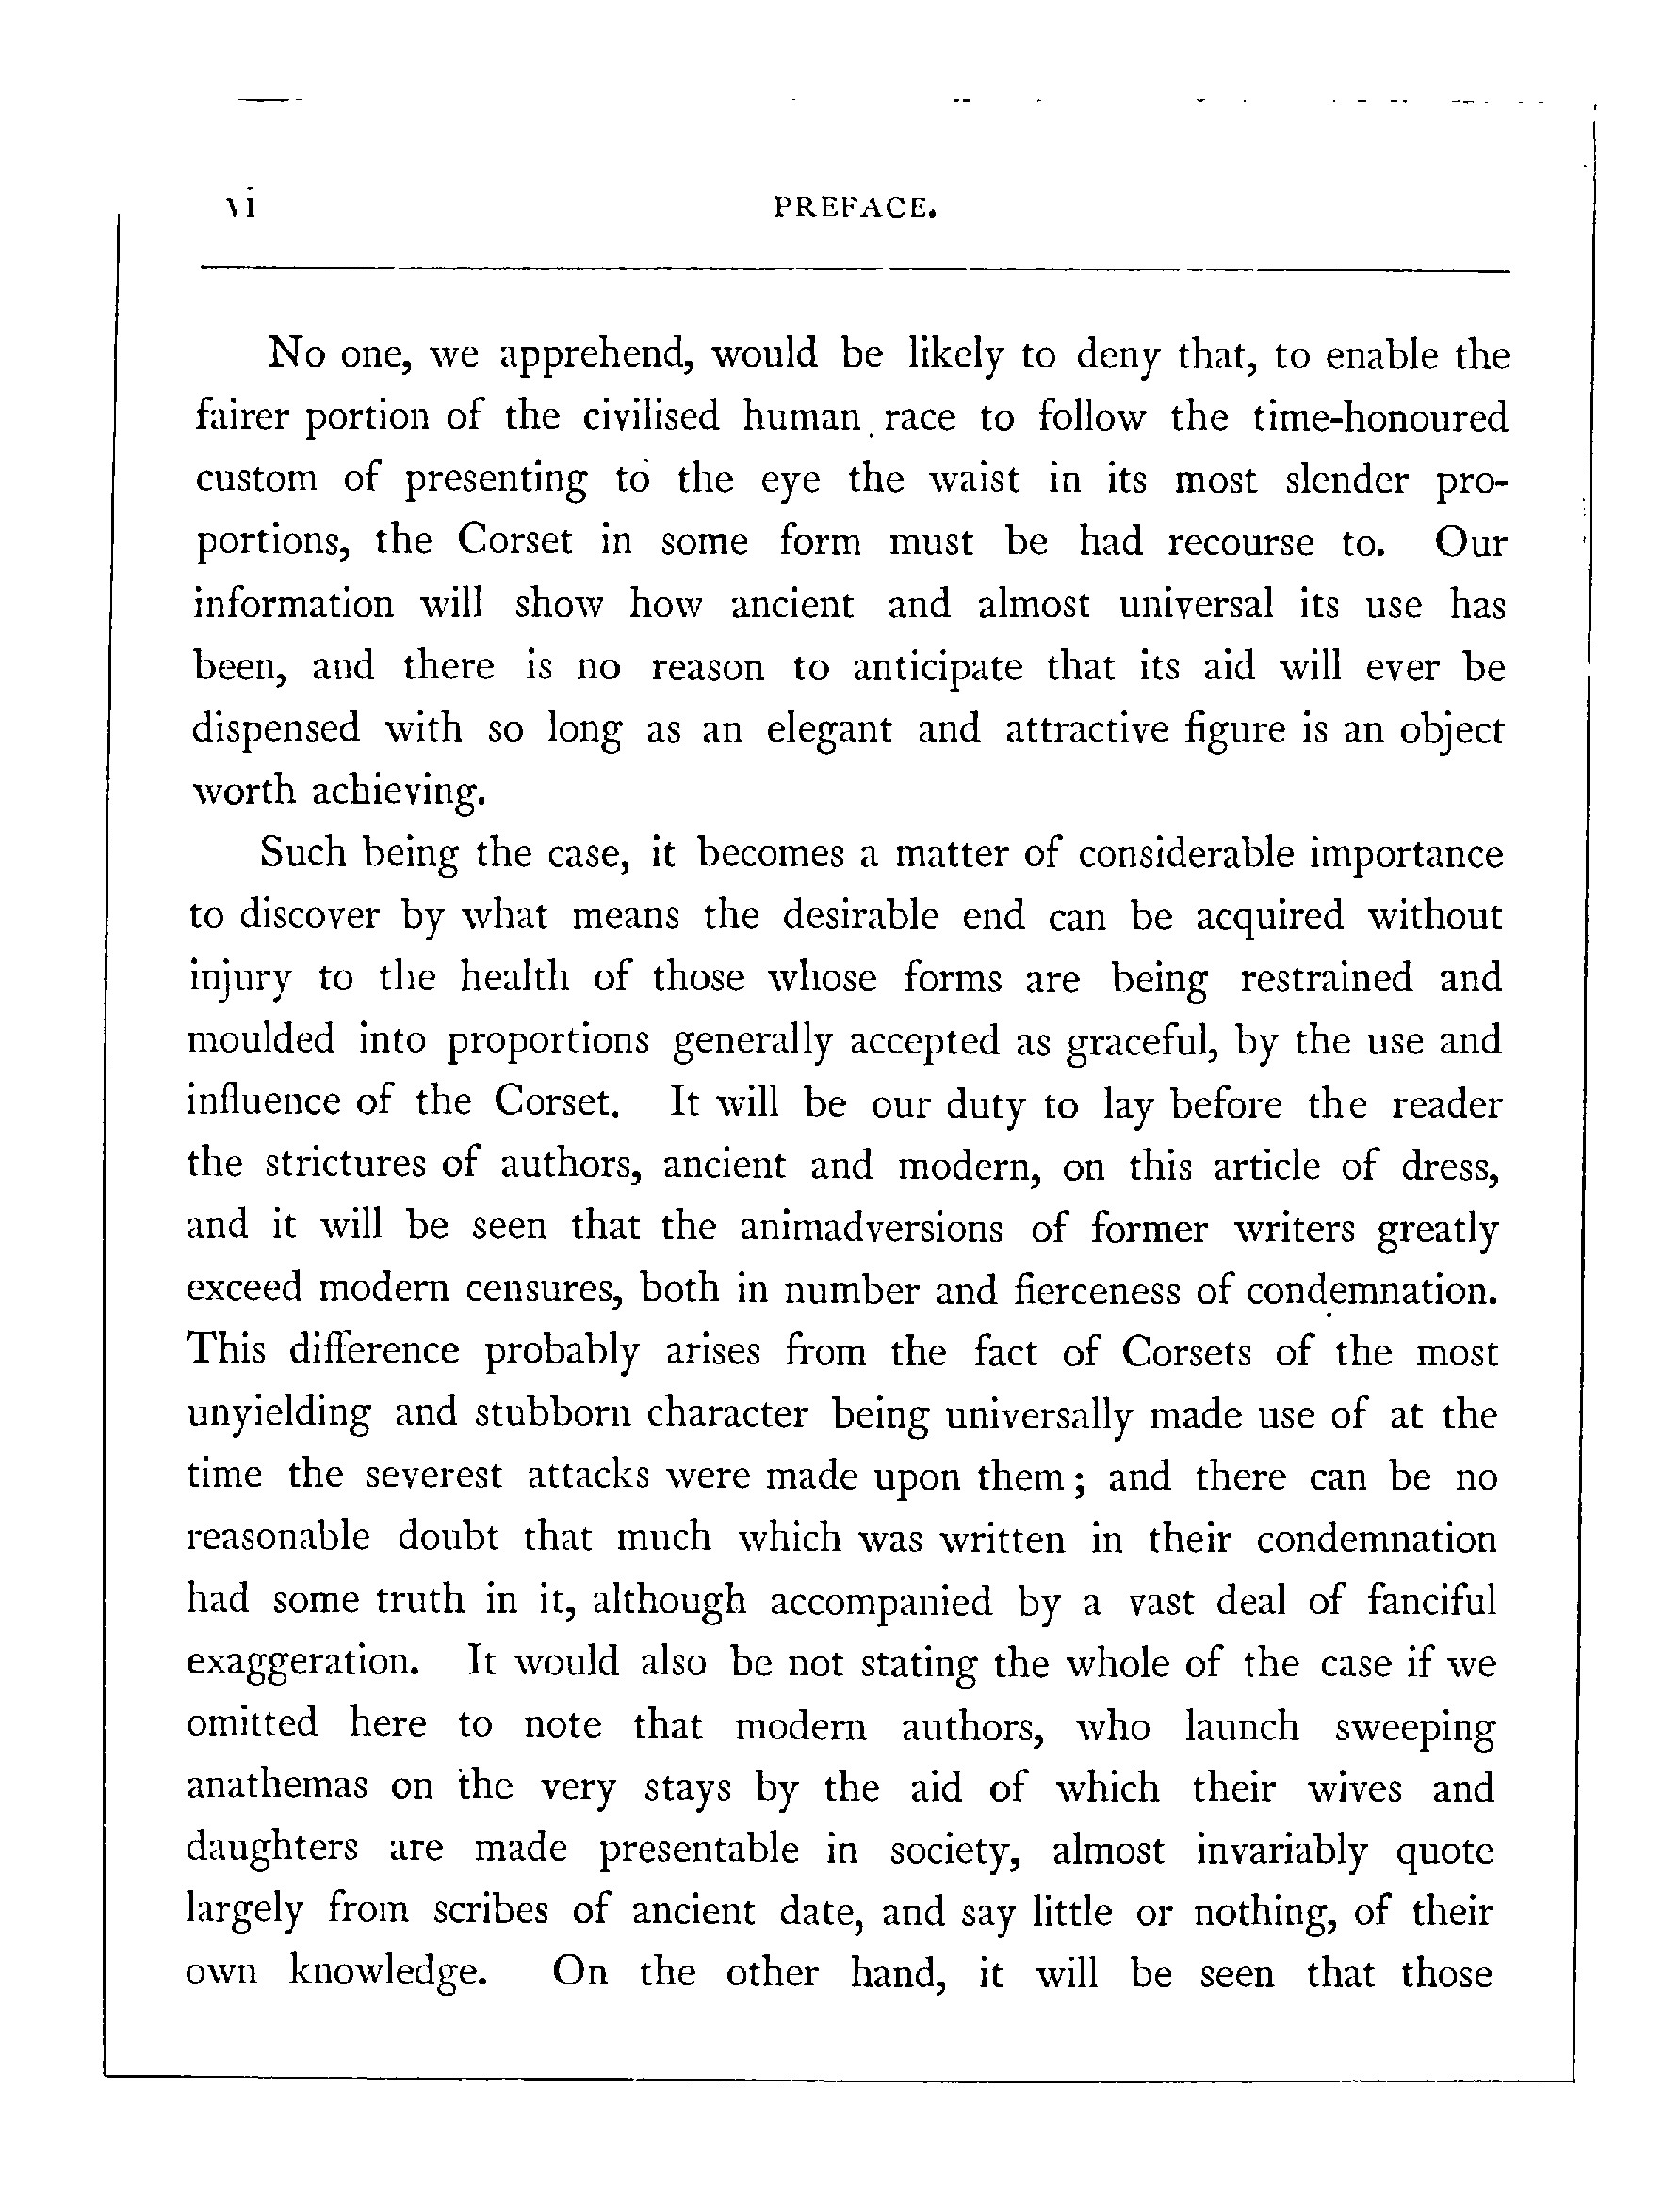 vi PREFACE.
No one, we apprehend, would be likely to deny that, to enable the
fairer portion of the civilised human race to follow the time-honoured
custom of presenting to the eye the waist in its most slender pro-
portions, the Corset in some form must be had recourse to. Our
information will show how ancient and almost universal its use has
been, and there is no reason to anticipate that its aid will ever be
dispensed with so long as an elegant and attractive figure is an object
worth achieving.
Such being the case, it becomes a matter of considerable importance
to discover by what means the desirable end can be acquired without
injury to the health of those whose forms are being restrained and
moulded into proportions generally accepted as graceful, by the use and
influence of the Corset. It will be our duty to lay before the reader
the strictures of authors, ancient and modern, on this article of dress,
and it will be seen that the animadversions of former writers greatly
exceed modern censures, both in number and fierceness of condemnation.
This difference probably arises from the fact of Corsets of the most
unyielding and stubborn character being universally made use of at the
time the severest attacks were made upon them; and there can be no
reasonable doubt that much which was written in their condemnation
had some truth in it, although accompanied by a vast deal of fanciful
exaggeration. It would also be not stating the whole of the case if we
omitted here to note that modern authors, who launch sweeping
anathemas on the very stays by the aid of which their wives and
daughters are made presentable in society, almost invariably quote
largely from scribes of ancient date, and say little or nothing, of their
own knowledge. On the other hand, it will be seen that those